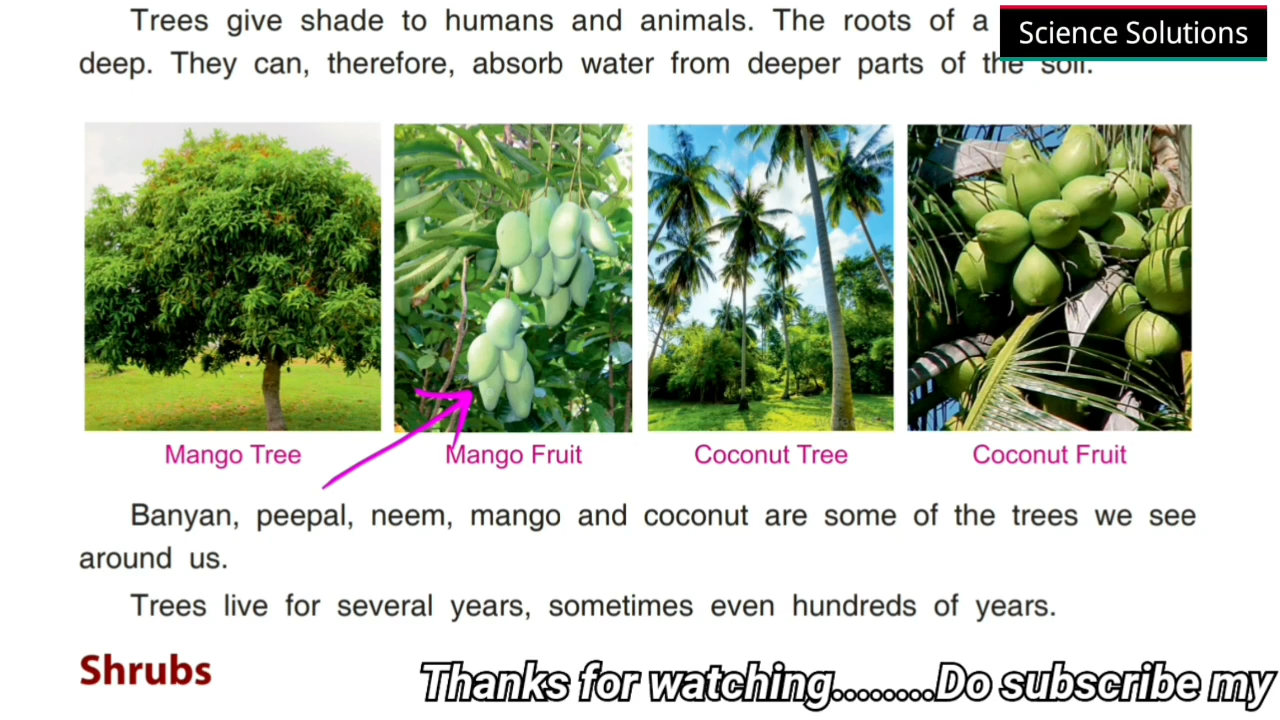 Trees give shade to humans and animals. The roots of a
Science Solutions
deep. They can, therefore, absorb water from deeper parts of the soil.
Mango Tree
Mango Fruit
Coconut Tree
Coconut Fruit
Banyan, peepal, neem, mango and coconut are some of the trees we see
around us.
Trees live for several years, sometimes even hundreds of years.
Shrubs
Thanks for watching........Do subscribe my